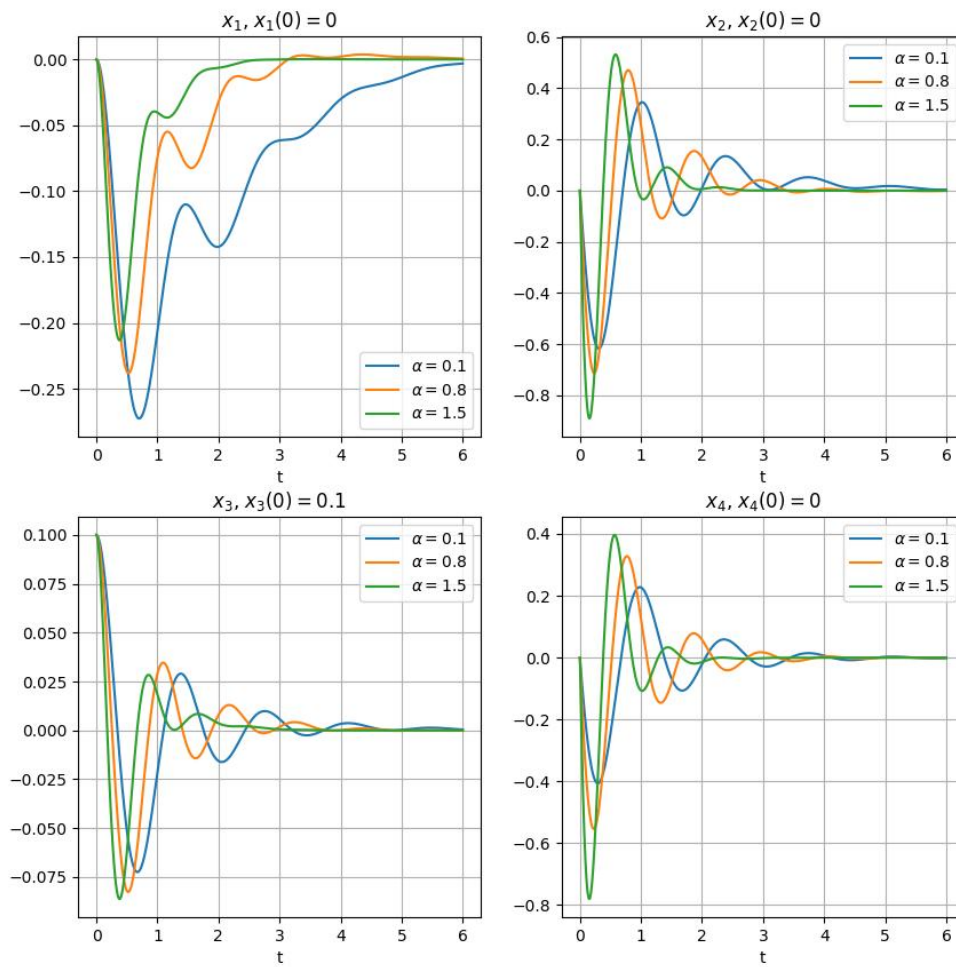 x₁, x₁(0) = 0
0.00
−0.05
−0.10
−0.15
−0.20
−0.25
α = 0.1
α = 0.8
α = 1.5
0 1 2 3 4 5 6
t
x₂, x₂(0) = 0
0.6
0.4
0.2
0.0
−0.2
−0.4
−0.6
−0.8
α = 0.1
α = 0.8
α = 1.5
0 1 2 3 4 5 6
t
x₃, x₃(0) = 0.1
0.100
0.075
0.050
0.025
0.000
−0.025
−0.050
−0.075
α = 0.1
α = 0.8
α = 1.5
0 1 2 3 4 5 6
t
x₄, x₄(0) = 0
0.4
0.2
0.0
−0.2
−0.4
−0.6
−0.8
α = 0.1
α = 0.8
α = 1.5
0 1 2 3 4 5 6
t